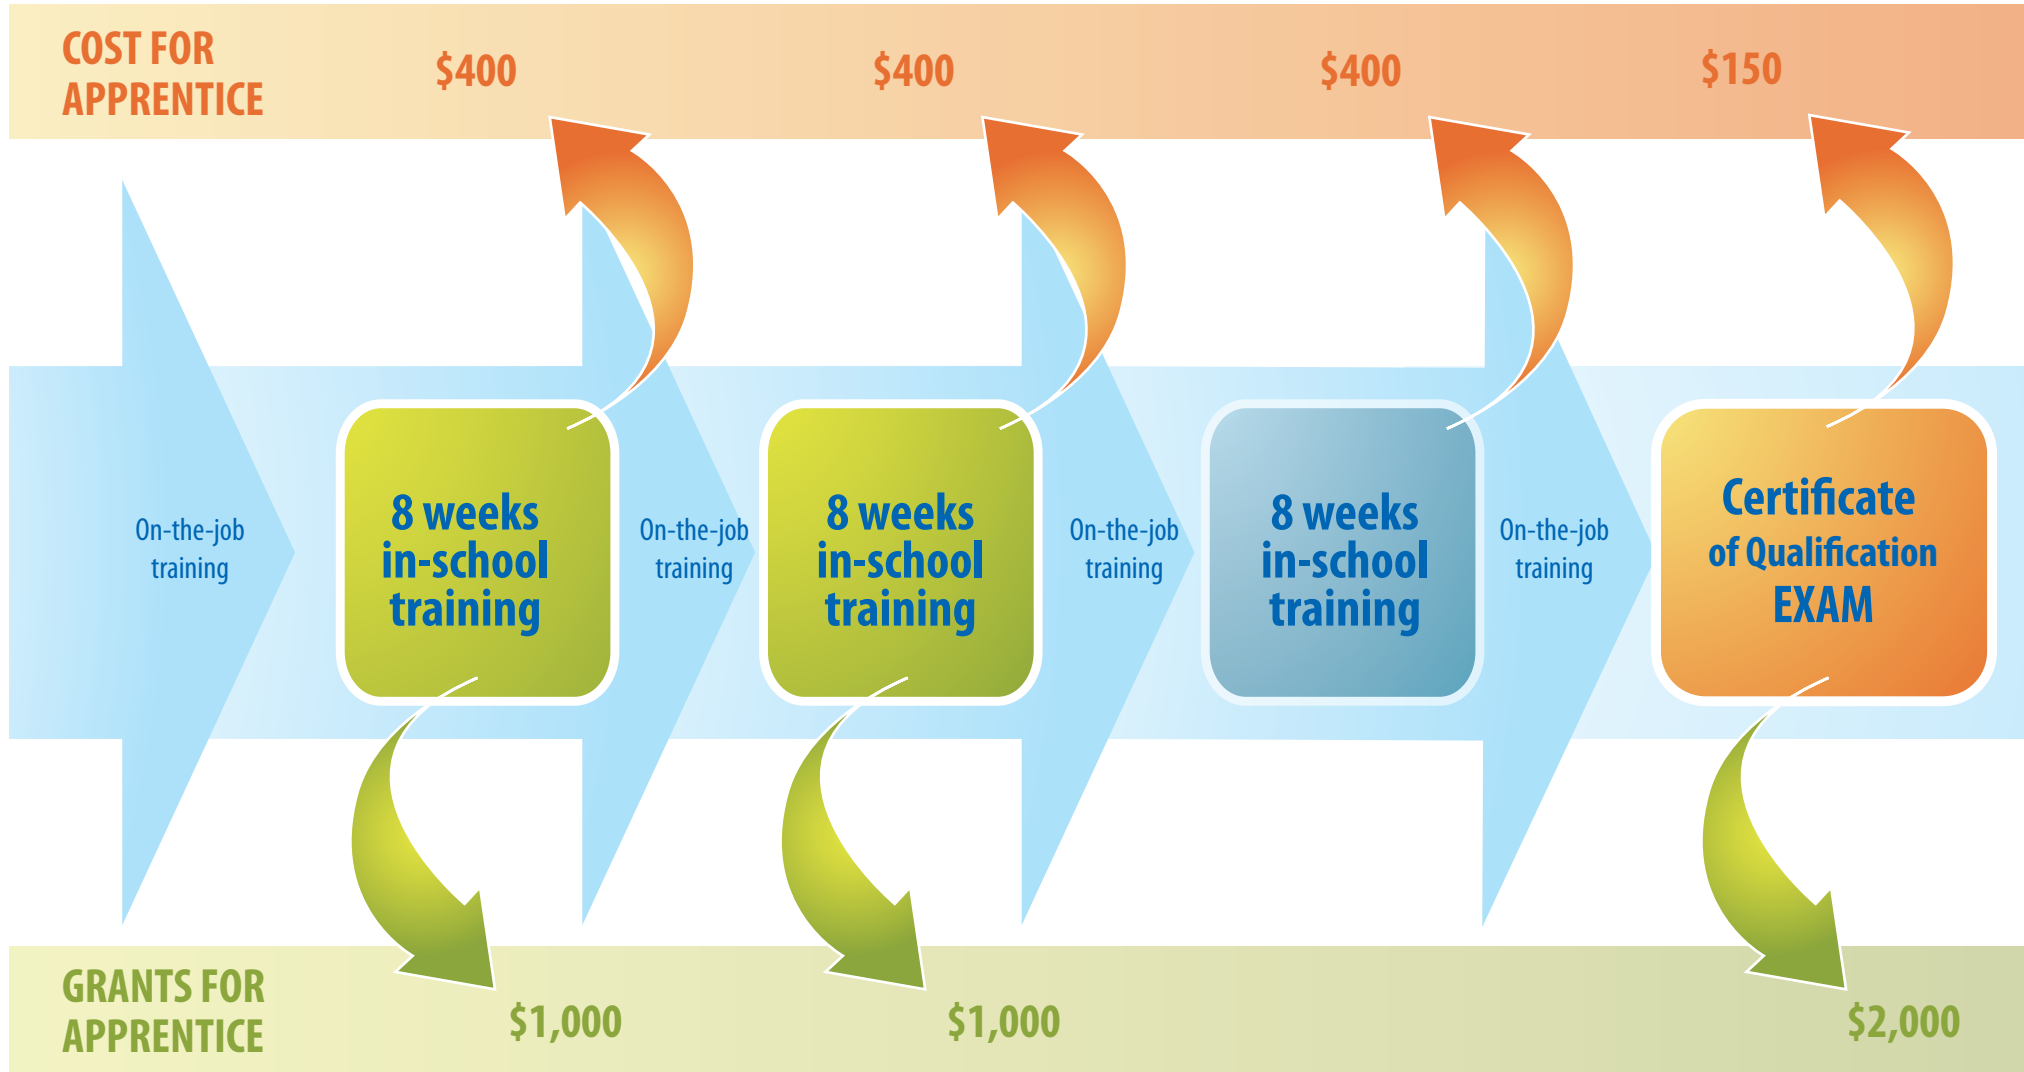 COST FOR
APPRENTICE
$400
$400
$400
$150
On-the-job
training
8 weeks
in-school
training
On-the-job
training
8 weeks
in-school
training
On-the-job
training
8 weeks
in-school
training
On-the-job
training
Certificate
of Qualification
EXAM
GRANTS FOR
APPRENTICE
$1,000
$1,000
$2,000